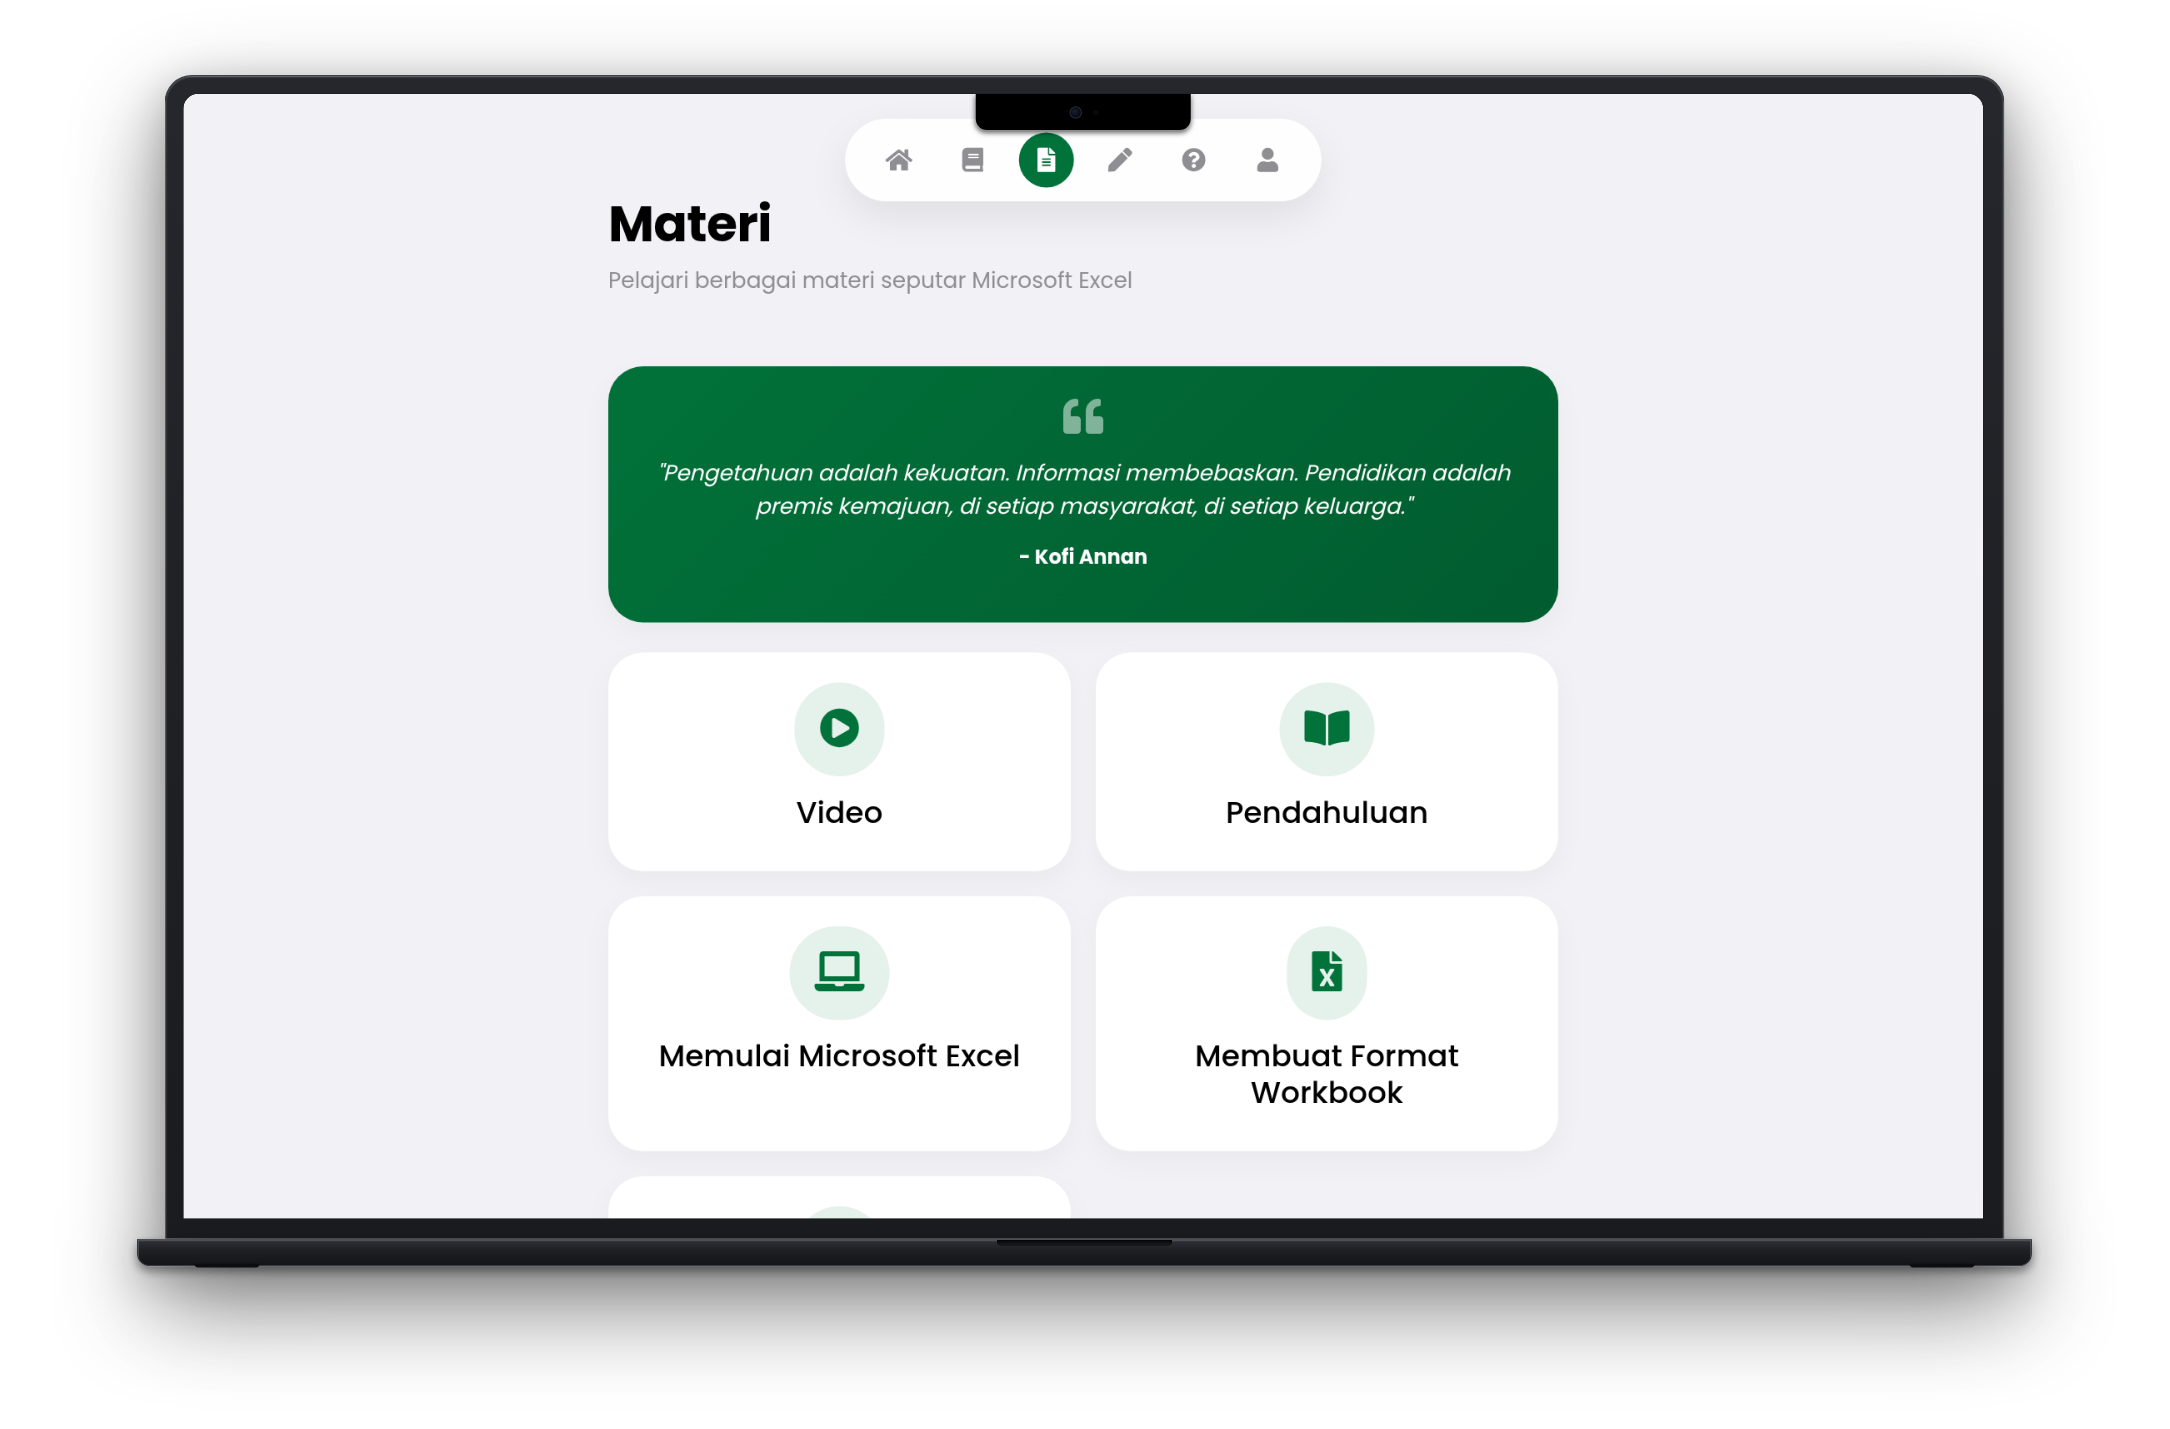 Materi
Pelajari berbagai materi seputar Microsoft Excel
"Pengetahuan adalah kekuatan. Informasi membebaskan. Pendidikan adalah
premis kemajuan, di setiap masyarakat, di setiap keluarga."
- Kofi Annan
Video
Pendahuluan
Memulai Microsoft Excel
Membuat Format
Workbook